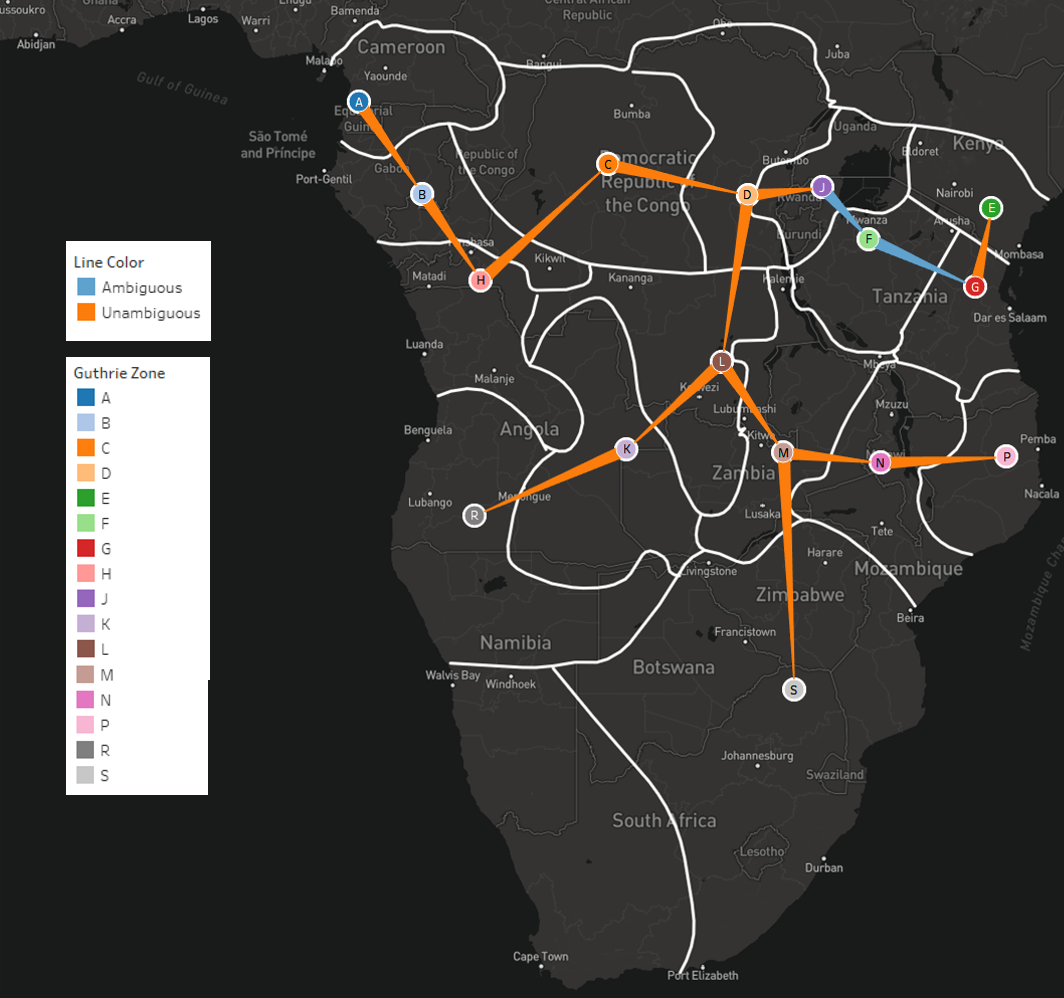 Central African
Republic
Ghana
Enugu
Bamenda
Accra
Lagos
Warri
Abidjan
Cameroon
Obo
Juba
Malabo
Yaounde
Bangui
Gulf of Guinea
A
Equatorial
Guinea
Bumba
Uganda
São Tomé
and Príncipe
Republic of
the Congo
Gabon
Butembo
Eldoret
Kenya
C
Democratic
Republic of
the Congo
Port-Gentil
B
D
Rwanda
J
Nairobi
E
Mwanza
Arusha
Burundi
F
Kinshasa
Kikwit
Mombasa
Line Color
Ambiguous
Unambiguous
Matadi
H
Kananga
Kalemie
G
Tanzania
Dar es Salaam
Luanda
L
Mbeya
Guthrie Zone
A
B
C
D
E
F
G
H
J
K
L
M
N
P
R
S
Malanje
Kolwezi
Lubumbashi
Mzuzu
Benguela
Angola
Kitwe
Pemba
K
M
N
Malawi
P
Zambia
Lubango
Menongue
Nacala
R
Lusaka
Tete
Harare
Livingstone
Mozambique
Mozambique Cha
Zimbabwe
Beira
Namibia
Francistown
Botswana
Walvis Bay
Windhoek
S
Johannesburg
Swaziland
South Africa
Lesotho
Durban
Cape Town
Port Elizabeth